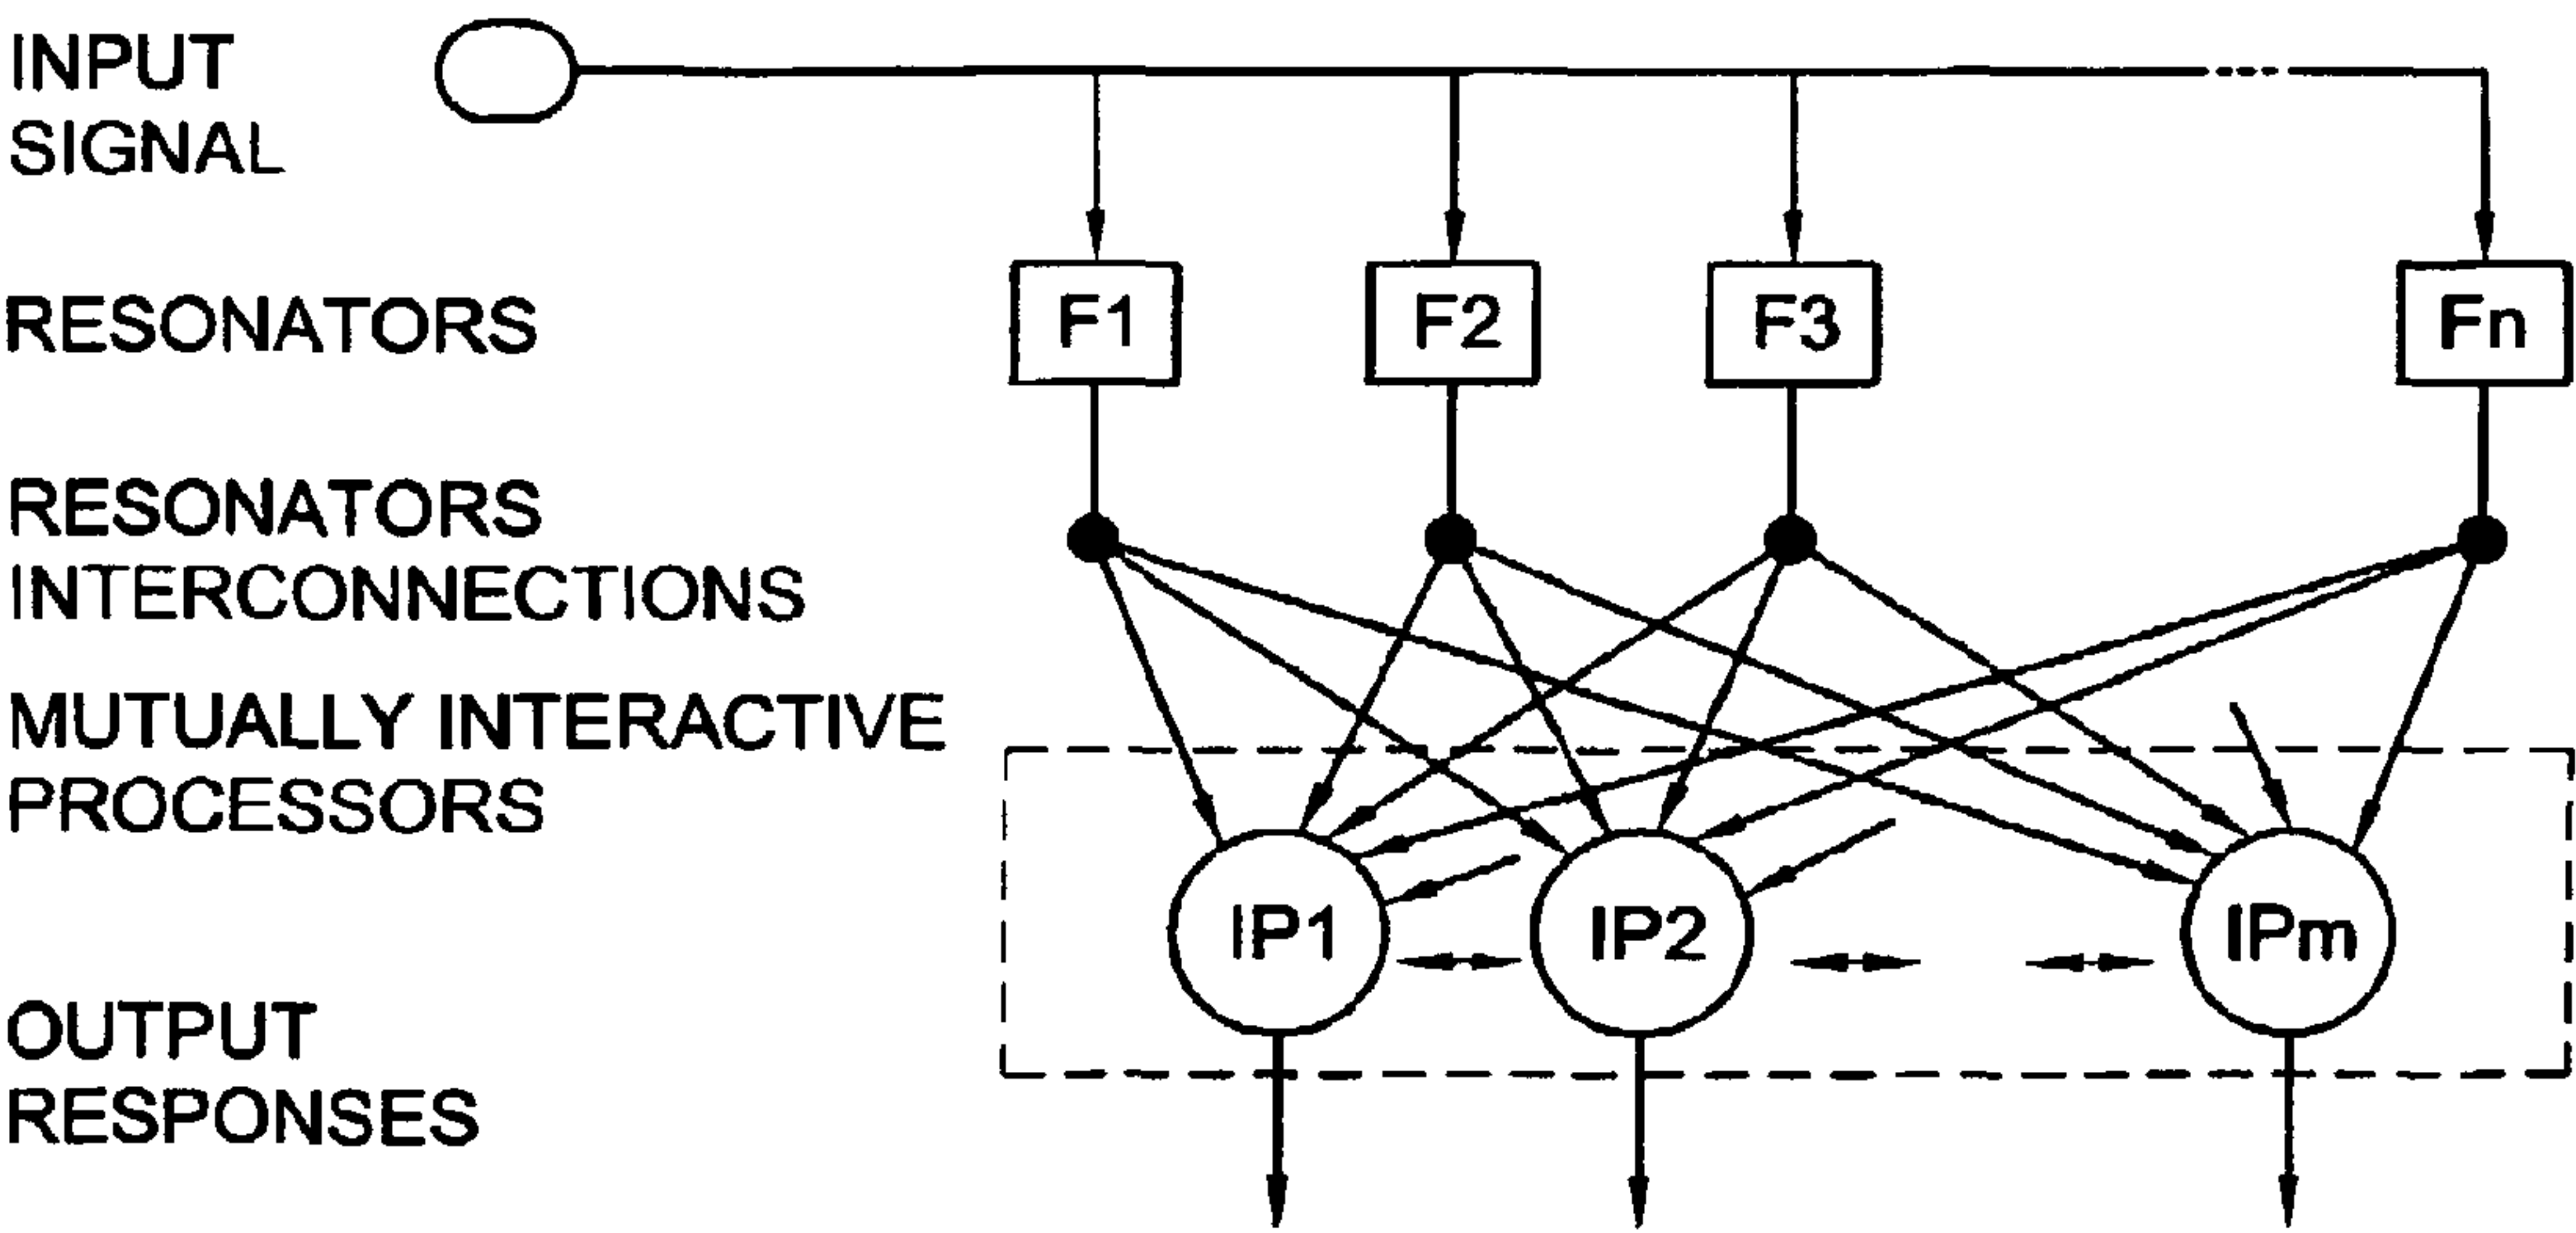 INPUT
SIGNAL
RESONATORS
F1 F2 F3 Fn
RESONATORS
INTERCONNECTIONS
MUTUALLY INTERACTIVE
PROCESSORS
IP1 IP2 IPm
OUTPUT
RESPONSES